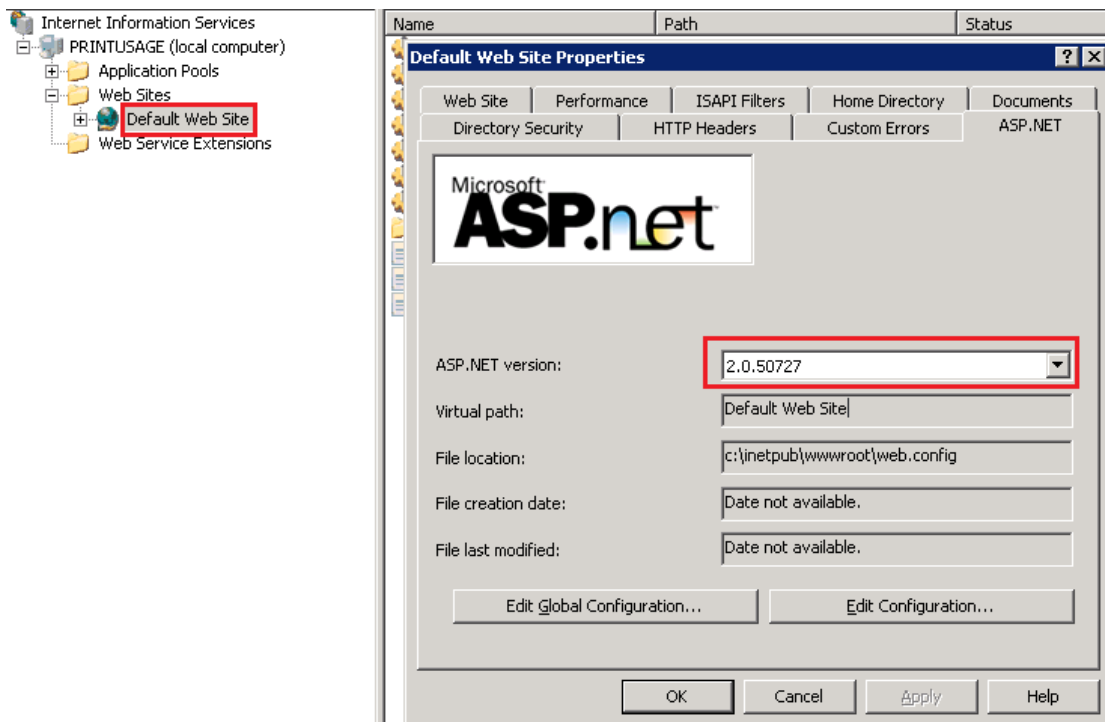 Internet Information Services
PRINTUSAGE (local computer)
Application Pools
Web Sites
Default Web Site
Web Service Extensions
Name Path Status
Default Web Site Properties
Web Site Performance ISAPI Filters Home Directory Documents
Directory Security HTTP Headers Custom Errors ASP.NET
Microsoft
ASP.net
ASP.NET version: 2.0.50727
Virtual path: Default Web Site
File location: c:\inetpub\wwwroot\web.config
File creation date: Date not available.
File last modified: Date not available.
Edit Global Configuration... Edit Configuration...
OK Cancel Apply Help